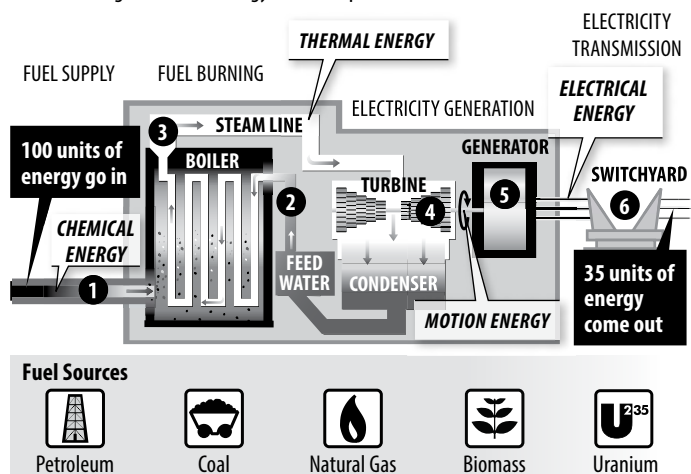 ELECTRICITY
TRANSMISSION
THERMAL ENERGY
FUEL SUPPLY
FUEL BURNING
ELECTRICAL
ENERGY
ELECTRICITY GENERATION
3
STEAM LINE
GENERATOR
100 units of
energy go in
BOILER
SWITCHYARD
TURBINE
2
4
5
6
CHEMICAL
ENERGY
1
FEED
WATER
CONDENSER
MOTION ENERGY
35 units of
energy
come out
Fuel Sources
U235
Petroleum
Coal
Natural Gas
Biomass
Uranium